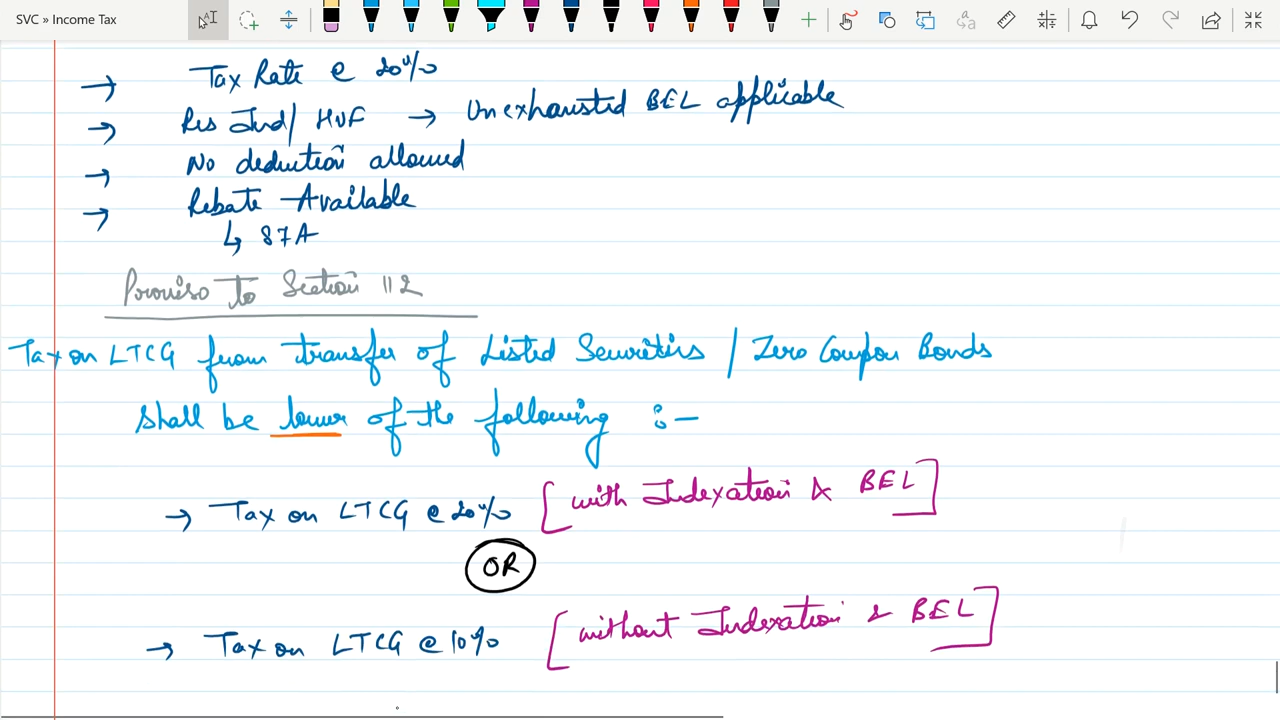 SVC » Income Tax
→ Tax Rate @ 20%
→ Res Ind/ HUF → Unexhausted BEL applicable
→ No deduction allowed
→ Rebate Available
↳ 87A
Proviso to Section 112
Tax on LTCG from transfer of Listed Securities / Zero Coupon Bonds
shall be lower of the following :-
→ Tax on LTCG @ 20% [with Indexation & BEL]
OR
→ Tax on LTCG @ 10% [without Indexation & BEL]